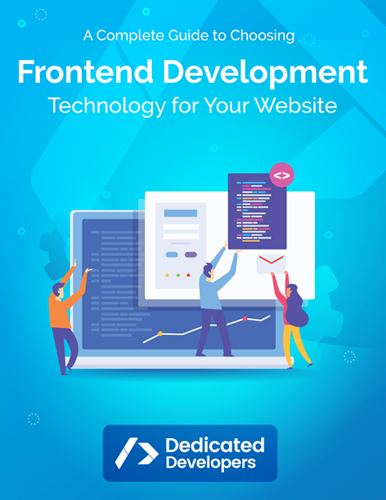 A Complete Guide to Choosing
Frontend Development
Technology for Your Website
<>
Dedicated
Developers